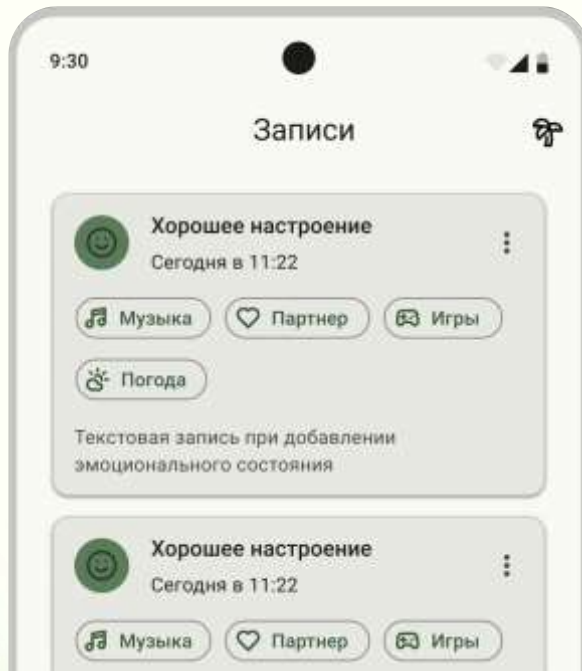 9:30
Записи
Хорошее настроение
Сегодня в 11:22
Музыка Партнер Игры
Погода
Текстовая запись при добавлении
эмоционального состояния
Хорошее настроение
Сегодня в 11:22
Музыка Партнер Игры